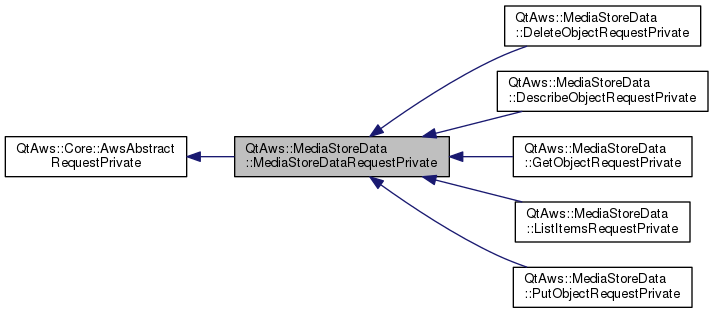 QtAws::MediaStoreData
::DeleteObjectRequestPrivate
QtAws::MediaStoreData
::DescribeObjectRequestPrivate
QtAws::Core::AwsAbstract
RequestPrivate
QtAws::MediaStoreData
::MediaStoreDataRequestPrivate
QtAws::MediaStoreData
::GetObjectRequestPrivate
QtAws::MediaStoreData
::ListItemsRequestPrivate
QtAws::MediaStoreData
::PutObjectRequestPrivate